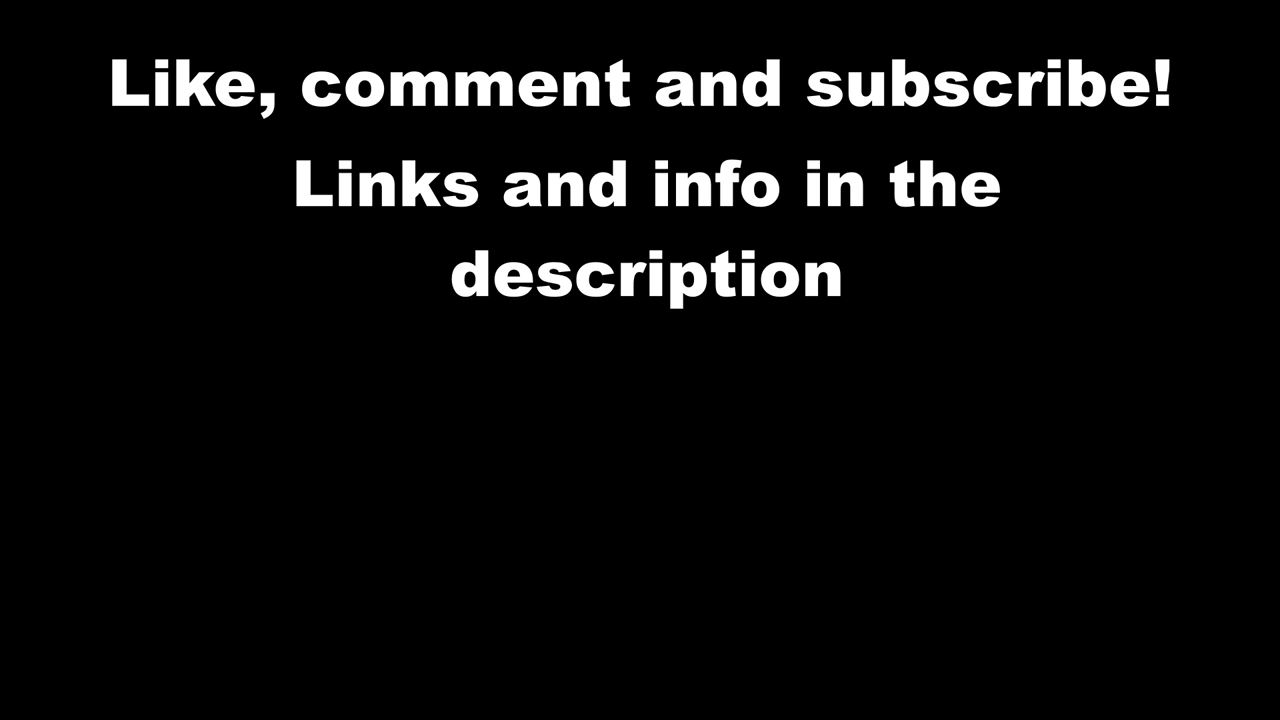 Like, comment and subscribe!
Links and info in the
description